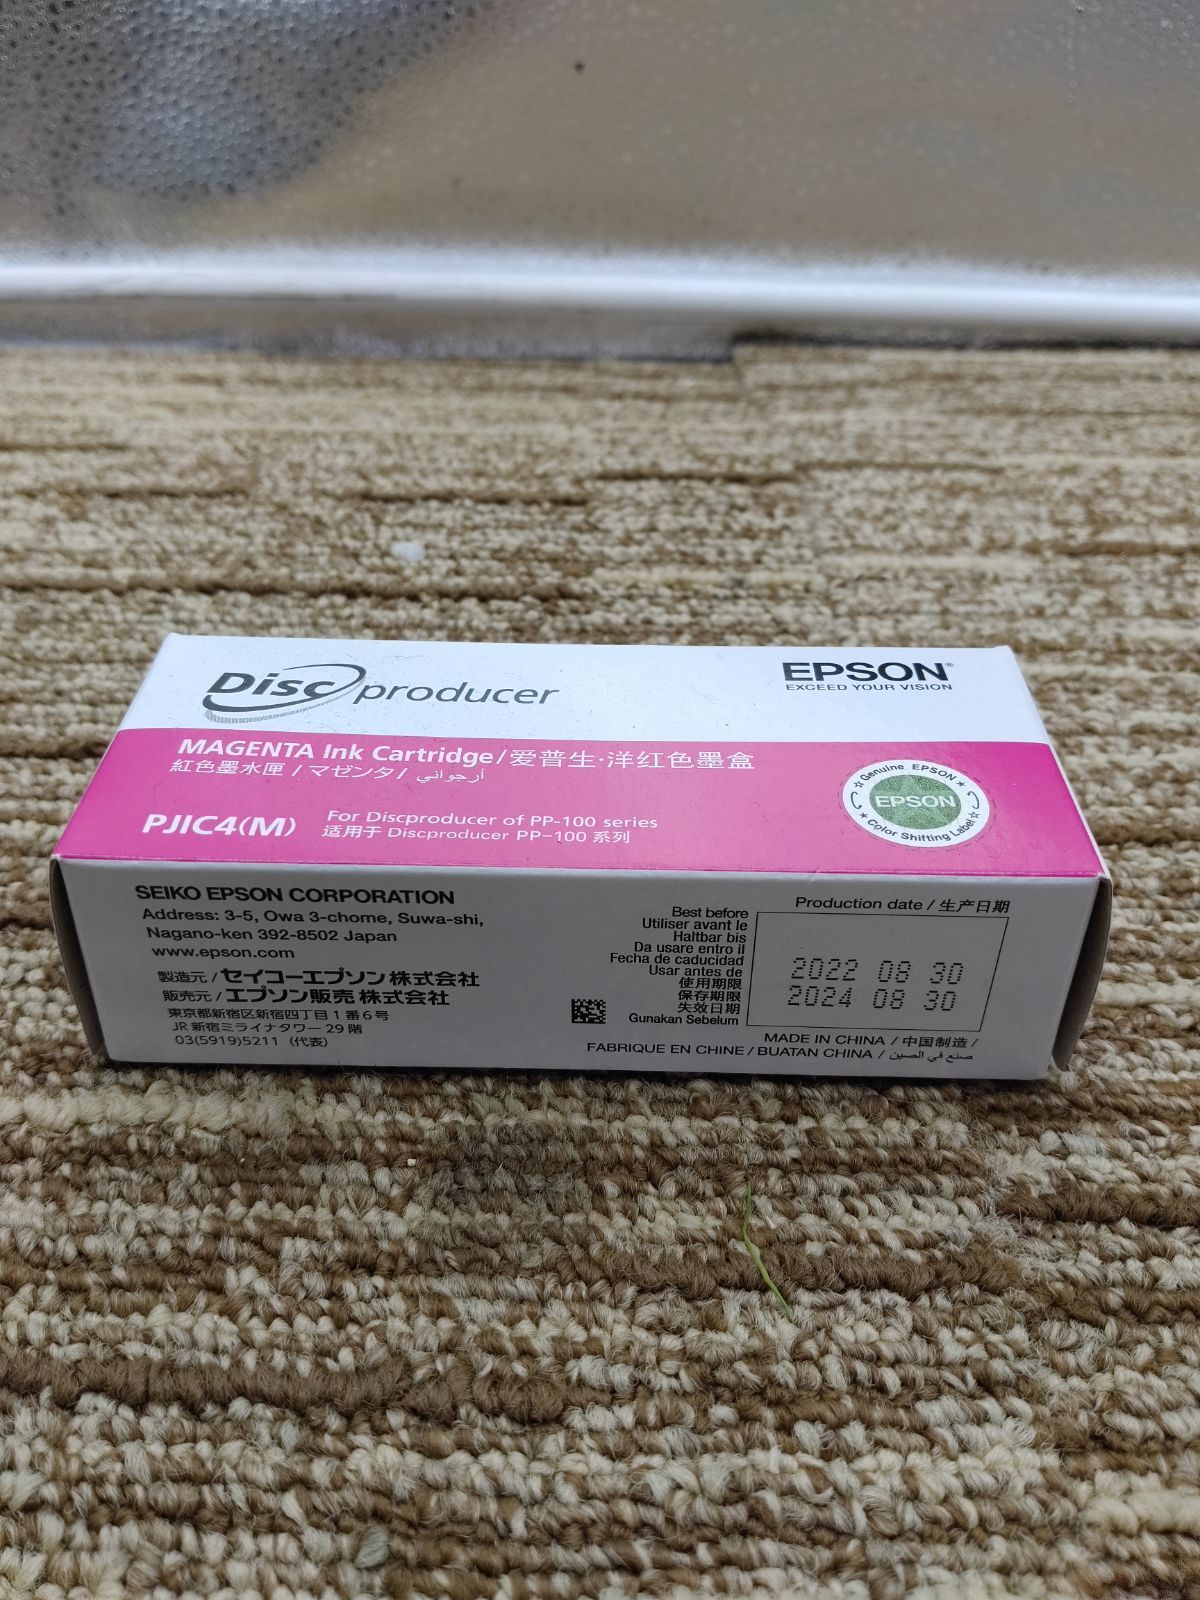 Disc producer
EPSON®
EXCEED YOUR VISION
MAGENTA Ink Cartridge/爱普生·洋红色墨盒
紅色墨水匣 / マゼンタ / أرجواني
PJIC4(M)
For Discproducer of PP-100 series
适用于 Discproducer PP-100 系列
Genuine EPSON
EPSON
Color Shifting Label
SEIKO EPSON CORPORATION
Address: 3-5, Owa 3-chome, Suwa-shi,
Nagano-ken 392-8502 Japan
www.epson.com
製造元 / セイコーエプソン 株式会社
販売元 / エプソン販売 株式会社
東京都新宿区新宿四丁目1番6号
JR 新宿ミライナタワー 29 階
03(5919)5211 (代表)
Production date / 生产日期
Best before
Utiliser avant le
Haltbar bis
Da usare entro il
Fecha de caducidad
Usar antes de
使用期限
保存期限
失效日期
Gunakan Sebelum
2022 08 30
2024 08 30
MADE IN CHINA / 中国制造 /
FABRIQUE EN CHINE / BUATAN CHINA / صنع في الصين